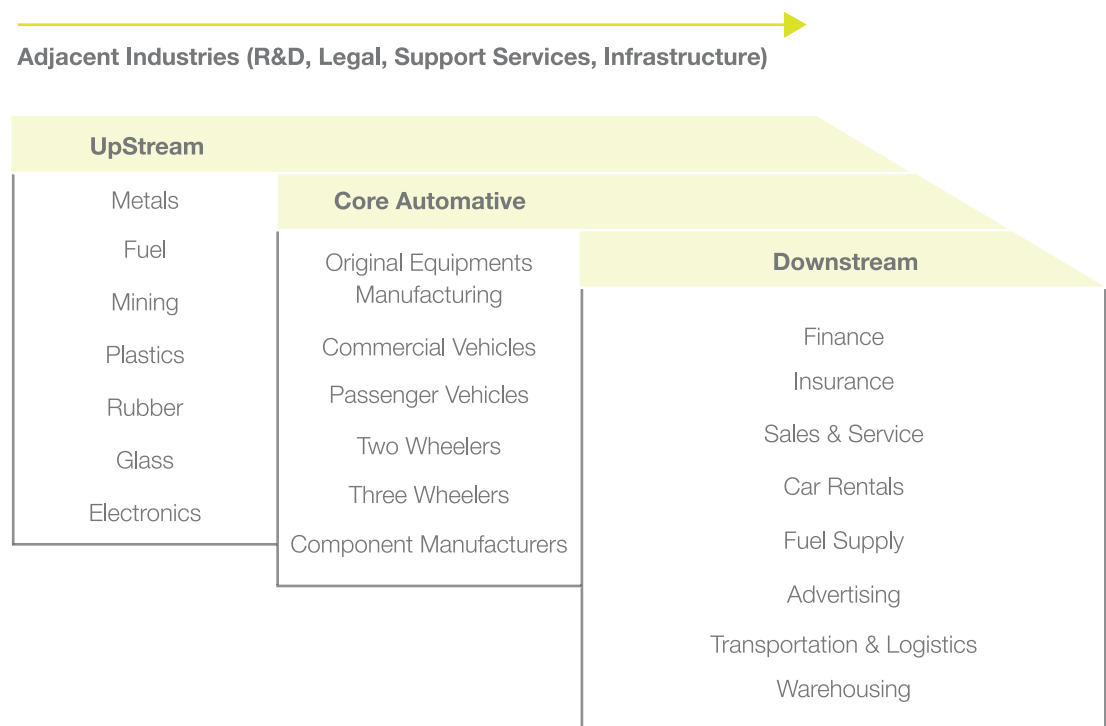 Adjacent Industries (R&D, Legal, Support Services, Infrastructure)
UpStream
Metals
Fuel
Mining
Plastics
Rubber
Glass
Electronics
Core Automative
Original Equipments
Manufacturing
Commercial Vehicles
Passenger Vehicles
Two Wheelers
Three Wheelers
Component Manufacturers
Downstream
Finance
Insurance
Sales & Service
Car Rentals
Fuel Supply
Advertising
Transportation & Logistics
Warehousing